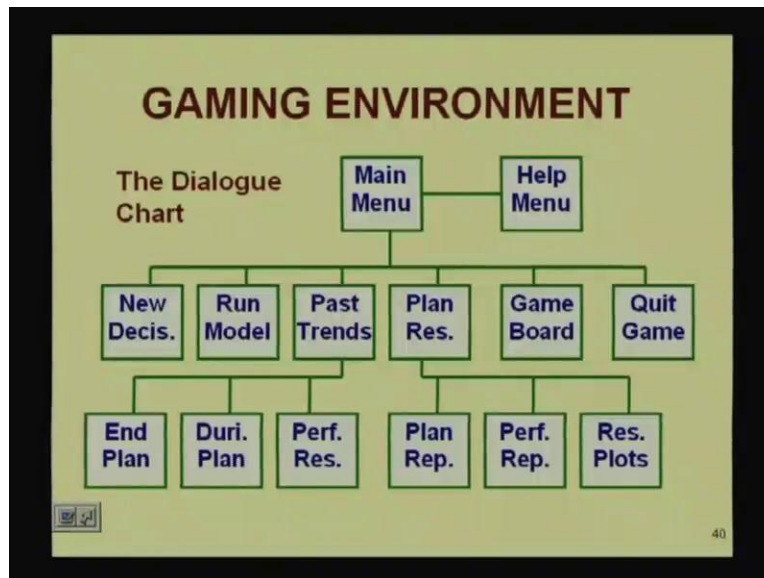 GAMING ENVIRONMENT
The Dialogue
Chart
Main
Menu
Help
Menu
New
Decis.
Run
Model
Past
Trends
Plan
Res.
Game
Board
Quit
Game
End
Plan
Duri.
Plan
Perf.
Res.
Plan
Rep.
Perf.
Rep.
Res.
Plots
40